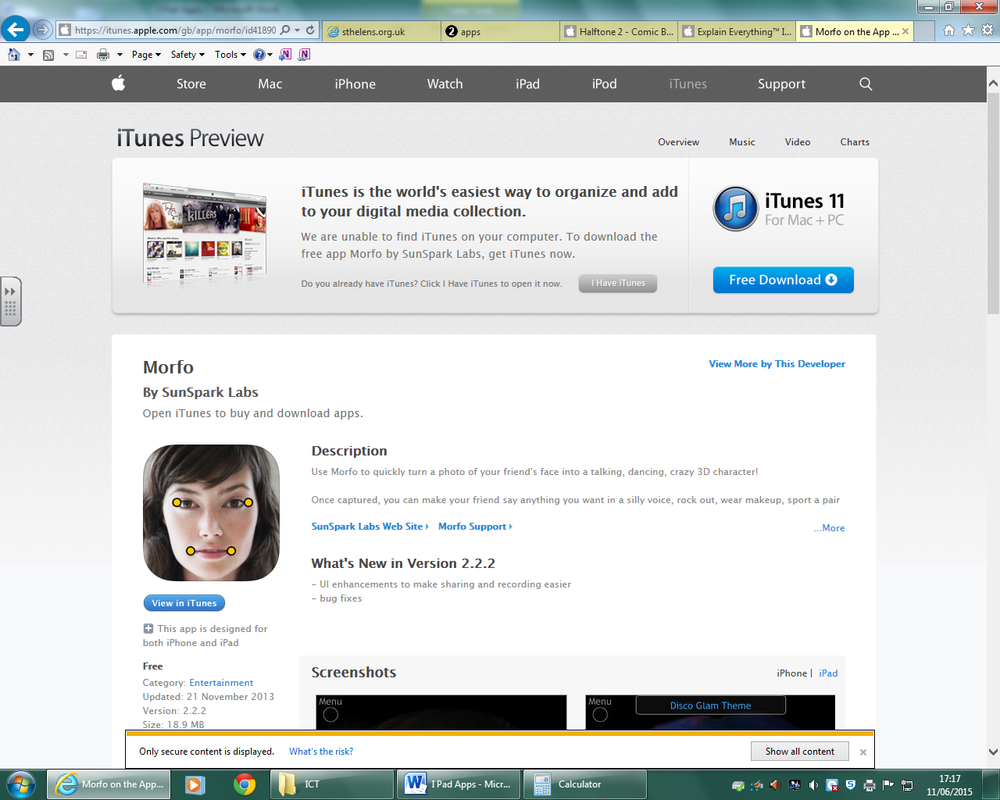 https://itunes.apple.com/gb/app/morfo/id41890
sthelens.org.uk
apps
Halftone 2 - Comic B...
Explain Everything™ I...
Morfo on the App ...
Page
Safety
Tools
Store
Mac
iPhone
Watch
iPad
iPod
iTunes
Support
iTunes Preview
Overview
Music
Video
Charts
KILLERS
iTunes is the world's easiest way to organize and add
to your digital media collection.
We are unable to find iTunes on your computer. To download the
free app Morfo by SunSpark Labs, get iTunes now.
Do you already have iTunes? Click I Have iTunes to open it now.
I Have iTunes
iTunes 11
For Mac + PC
Free Download
Morfo
View More by This Developer
By SunSpark Labs
Open iTunes to buy and download apps.
Description
Use Morfo to quickly turn a photo of your friend's face into a talking, dancing, crazy 3D character!
Once captured, you can make your friend say anything you want in a silly voice, rock out, wear makeup, sport a pair
SunSpark Labs Web Site
Morfo Support
...More
What's New in Version 2.2.2
- UI enhancements to make sharing and recording easier
- bug fixes
View in iTunes
This app is designed for
both iPhone and iPad
Free
Category: Entertainment
Updated: 21 November 2013
Version: 2.2.2
Size: 18.9 MB
Screenshots
iPhone |
iPad
Menu
Menu
Disco Glam Theme
Only secure content is displayed.
What's the risk?
Show all content
Morfo on the App...
ICT
I Pad Apps - Micr...
Calculator
17:17
11/06/2015